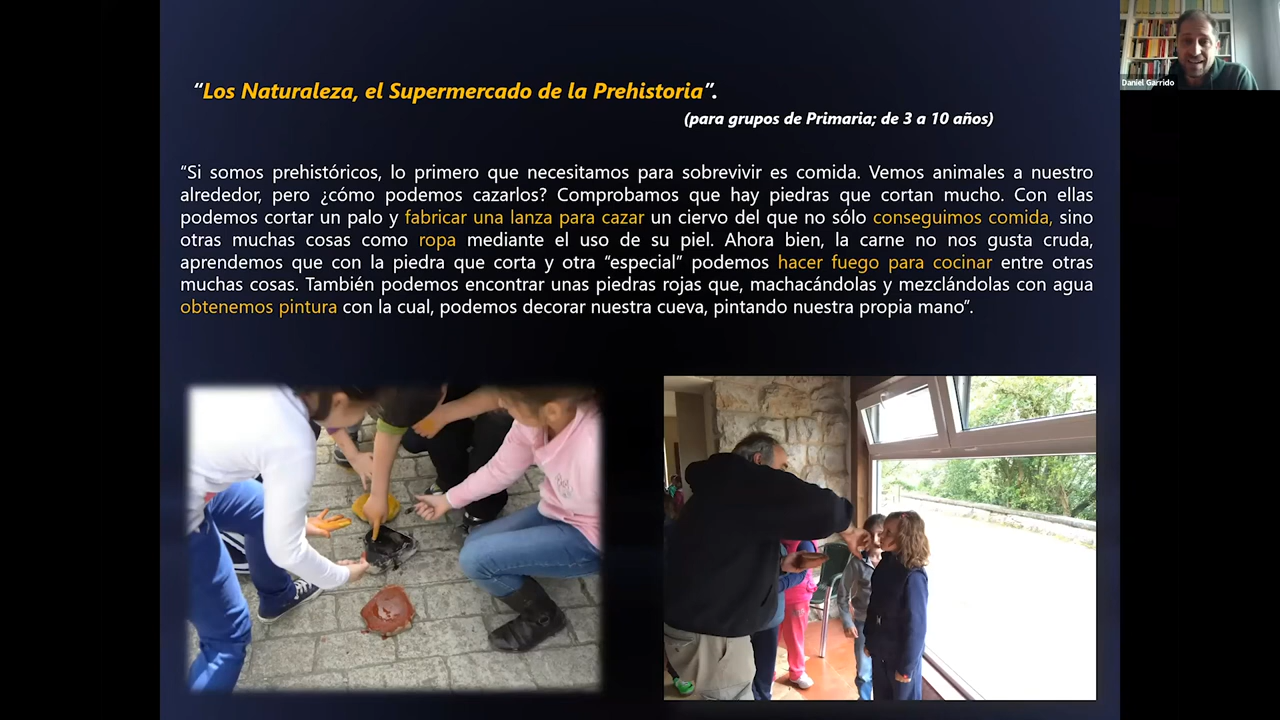 “Los Naturaleza, el Supermercado de la Prehistoria”.
(para grupos de Primaria; de 3 a 10 años)
“Si somos prehistóricos, lo primero que necesitamos para sobrevivir es comida. Vemos animales a nuestro
alrededor, pero ¿cómo podemos cazarlos? Comprobamos que hay piedras que cortan mucho. Con ellas
podemos cortar un palo y fabricar una lanza para cazar un ciervo del que no sólo conseguimos comida, sino
otras muchas cosas como ropa mediante el uso de su piel. Ahora bien, la carne no nos gusta cruda,
aprendemos que con la piedra que corta y otra “especial” podemos hacer fuego para cocinar entre otras
muchas cosas. También podemos encontrar unas piedras rojas que, machacándolas y mezclándolas con agua
obtenemos pintura con la cual, podemos decorar nuestra cueva, pintando nuestra propia mano”.
Daniel Garrido